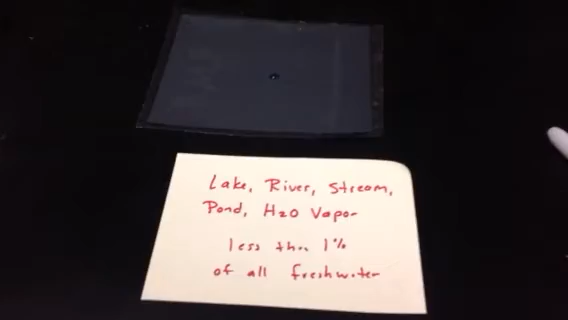 Lake, River, Stream,
Pond, H2O Vapor
less than 1%
of all freshwater